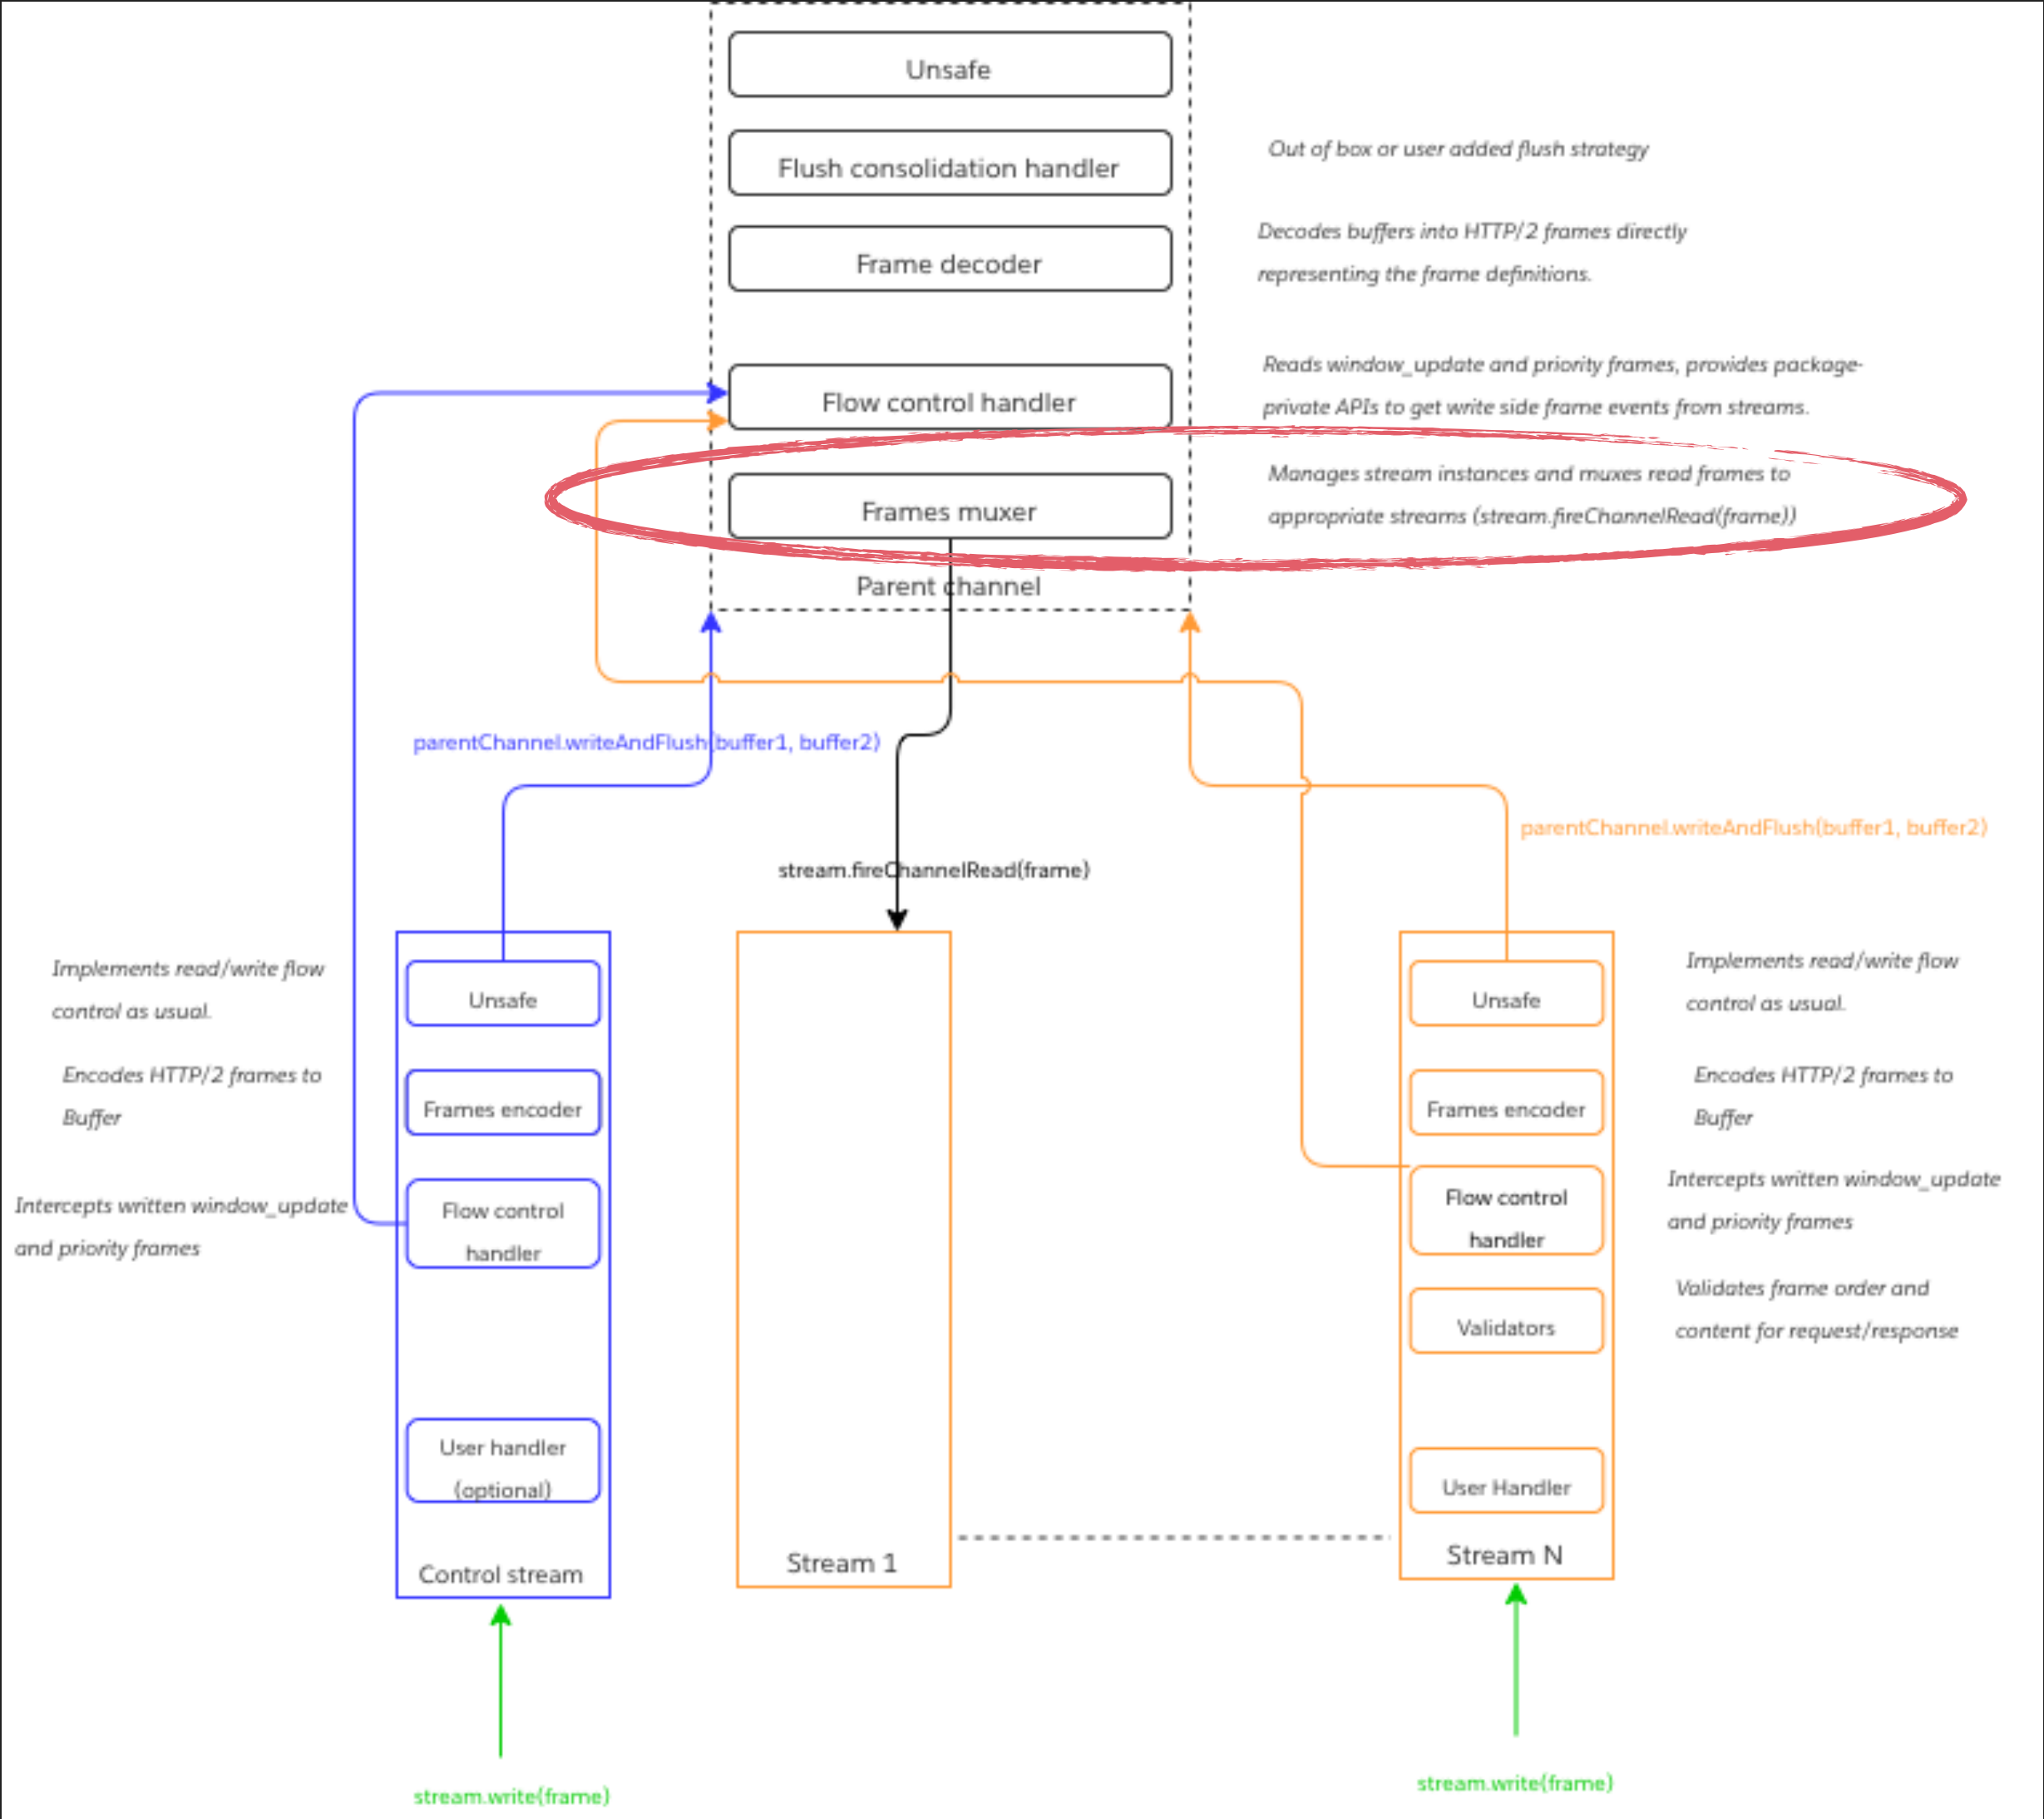 Unsafe
Flush consolidation handler
Out of box or user added flush strategy
Frame decoder
Decodes buffers into HTTP/2 frames directly
representing the frame definitions.
Flow control handler
Reads window_update and priority frames, provides package-
private APIs to get write side frame events from streams.
Frames muxer
Manages stream instances and muxes read frames to
appropriate streams (stream.fireChannelRead(frame))
Parent channel
parentChannel.writeAndFlush(buffer1, buffer2)
parentChannel.writeAndFlush(buffer1, buffer2)
stream.fireChannelRead(frame)
Implements read/write flow
control as usual.
Encodes HTTP/2 frames to
Buffer
Intercepts written window_update
and priority frames
Unsafe
Frames encoder
Flow control
handler
User handler
(optional)
Control stream
stream.write(frame)
Stream 1
Unsafe
Frames encoder
Flow control
handler
Validators
User Handler
Stream N
stream.write(frame)
Implements read/write flow
control as usual.
Encodes HTTP/2 frames to
Buffer
Intercepts written window_update
and priority frames
Validates frame order and
content for request/response